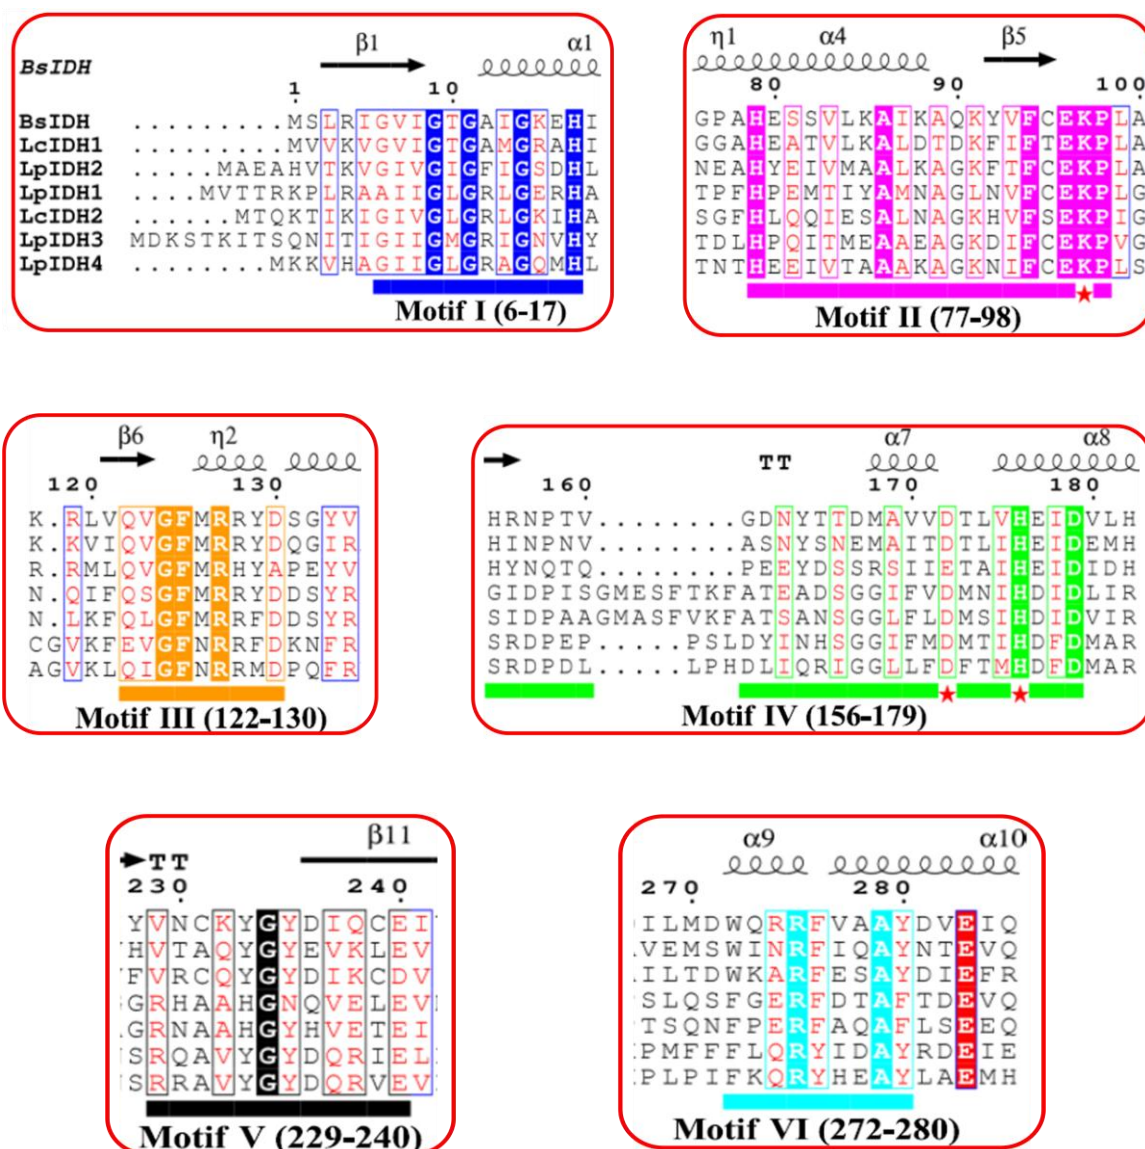 β1 α1
BsIDH
1 10
BsIDH .........MSLRIGVIGTGAIGKEHI
LcIDH1 .........MVVKVGVIGTGAMGRAHI
LpIDH2 .....MAEAHVTKVGIVGIGFIGSDHL
LpIDH1 ....MVTTRKPLRAAIIGLGRLGERHA
LcIDH2 ......MTQKTIKIGIVGLGRLGKIHA
LpIDH3 MDKSTKITSQNITIGIIGMGRIGNVHY
LpIDH4 ........MKKVHAGIIGLGRAGQMHL
Motif I (6-17)
η1 α4 β5
80 90 100
GPAHESSVLKAIKAQKYVFCEKPLA
GGAHEATVLKALDTDKFIFTEKPLA
NEAHYEIVMAALKAGKFTFCEKPLA
TPFHPEMTIYAMNAGLNVFCEKPLG
SGFHLQQIESALNAGKHVFSEKPIG
TDLHPQITMEAAEAGKDIFCEKPVG
TNTHEEIVTAAAKAGKNIFCEKPLS
Motif II (77-98)
β6 η2
120 130
K.RLVQVGFMRRYDSGYV
K.KVIQVGFMRRYDQGIR
R.RMLQVGFMRHYAPEYV
N.QIFQSGFMRRYDDSYR
N.LKFQLGFMRRFDDSYR
CGVKFEVGFNRRFDKNFR
AGVKLQIGFNRRMDPQFR
Motif III (122-130)
TT α7 α8
160 170 180
HRNPTV........GDNYTTDMAVVDTLVHEIDVLH
HINPNV........ASNYSNEMAITDTLIHEIDEMH
HYNQTQ........PEEYDSSRSIIETAIHEIDIDH
GIDPISGMESFTKFATEADSGGIFVDMNIHDIDLIR
SIDPAAGMASFVKFATSANSGGLFLDMSIHDIDVIR
SRDPEP.....PSLDYINHSGGIFMDMTIHDFDMAR
SRDPDL.....LPHDLIQRIGGLLFDFTMHDFDMAR
Motif IV (156-179)
β11
TT
230 240
YVNCKYGYDIQCEI
HVTAQYGYEVKLEV
FVRCQYGYDIKCDV
GRHAAHGNQVELEV
GRNAAHGYHVETEI
SRQAVYGYDQRIEL
SRRAVYGYDQRVEV
Motif V (229-240)
α9 α10
270 280
ILMDWQRRFVAAYDVEIQ
VEMSWINRFIQAYNTEVQ
ILTDWKARFESAYDIEFR
SLQSFGERFDTAFTDEVQ
TSQNFPERFAQAFLSEEQ
PMFFFLQRYIDAYRDEIE
PLPIFKQRYHEAYLAEMH
Motif VI (272-280)